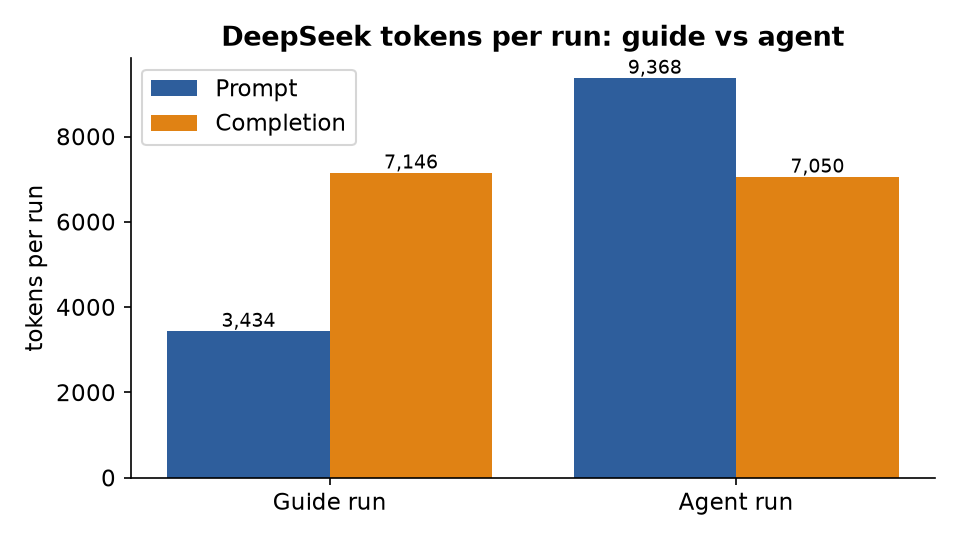 DeepSeek tokens per run: guide vs agent
Prompt
Completion
tokens per run
8000
6000
4000
2000
0
3,434
7,146
9,368
7,050
Guide run
Agent run